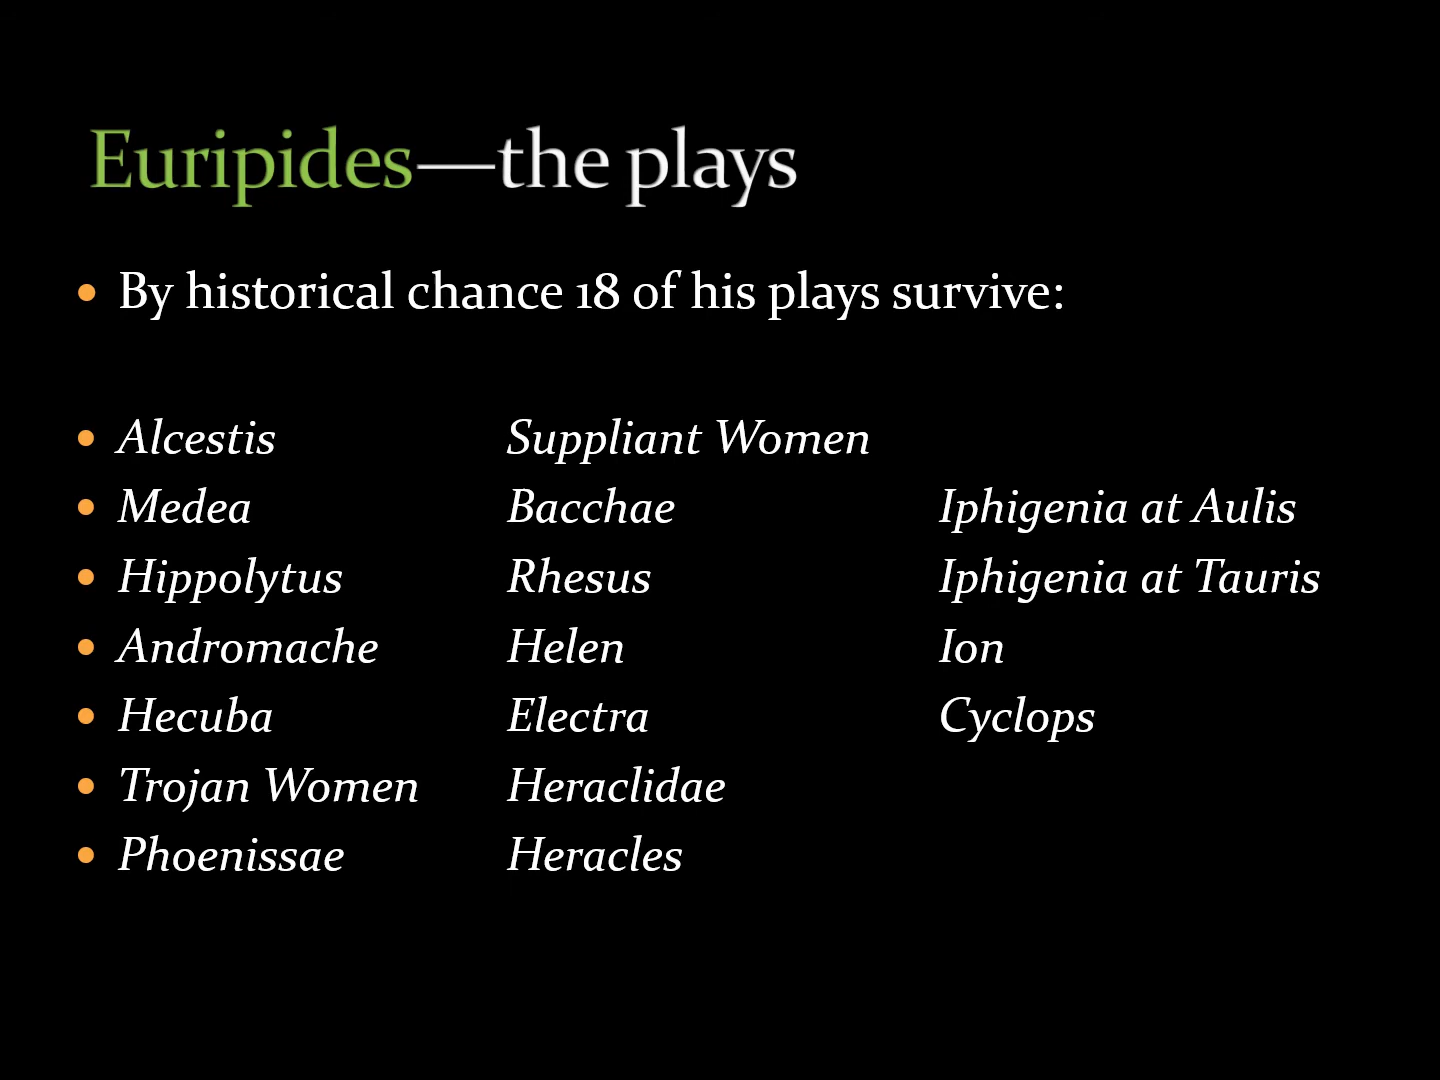 Euripides—the plays
By historical chance 18 of his plays survive:
Alcestis Suppliant Women
Medea Bacchae Iphigenia at Aulis
Hippolytus Rhesus Iphigenia at Tauris
Andromache Helen Ion
Hecuba Electra Cyclops
Trojan Women Heraclidae
Phoenissae Heracles